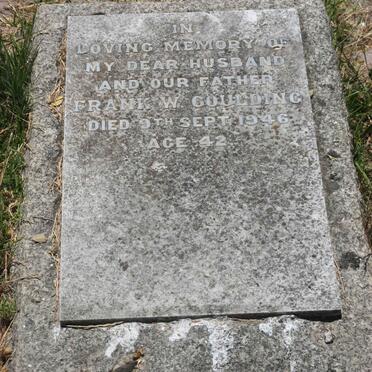 IN
LOVING MEMORY OF
MY DEAR HUSBAND
AND OUR FATHER
FRANK W. GOULDING
DIED 9TH SEPT. 1946
AGE 42